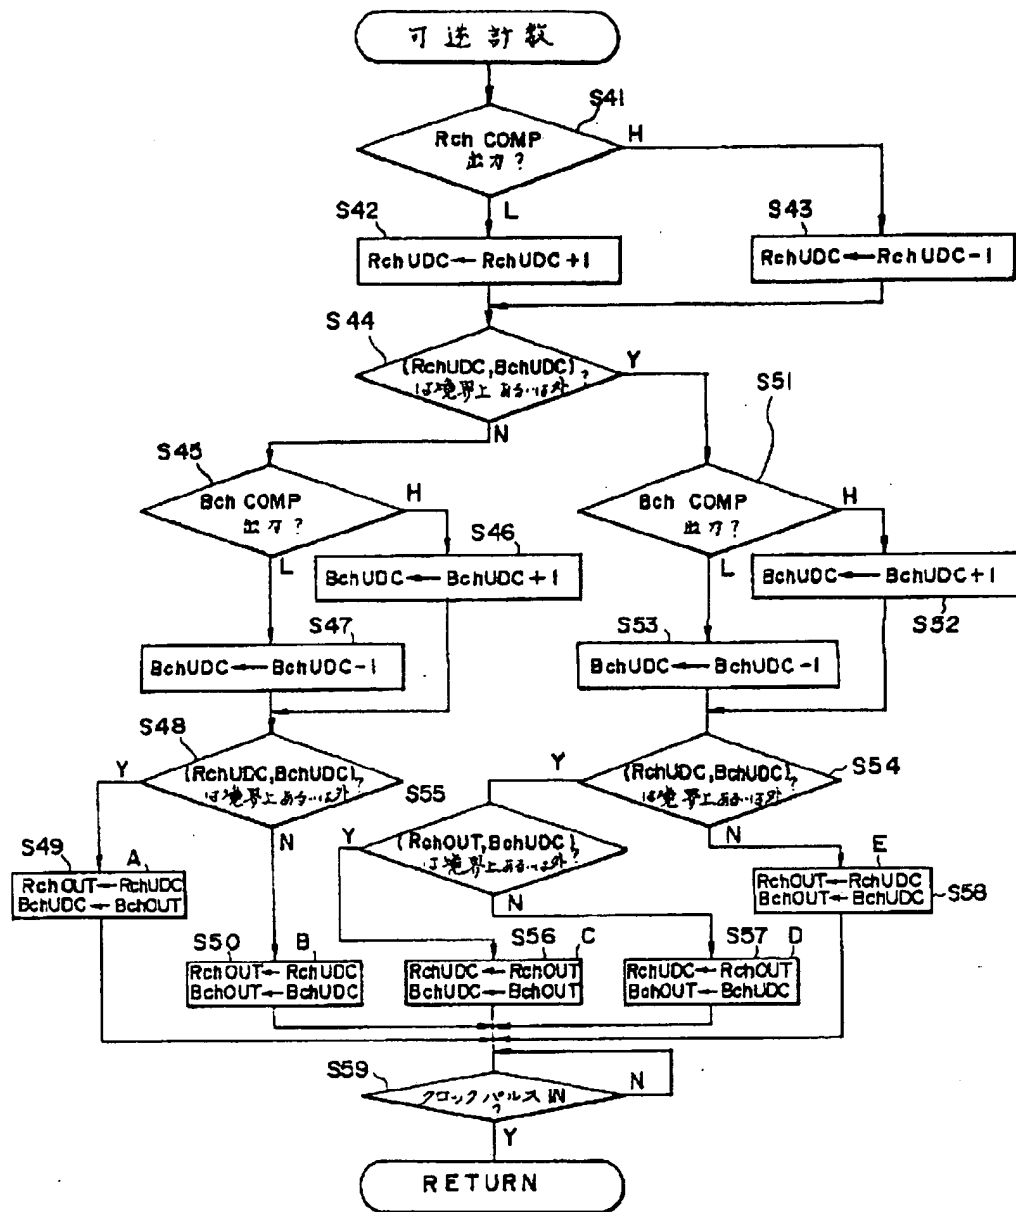 可逆計数
S41
Rch COMP
出力?
H
L
S42
RchUDC←RchUDC+1
S43
RchUDC←RchUDC-1
S44
(RchUDC,BchUDC)
は境界上あるいは外?
Y
N
S45
Bch COMP
出力?
H
L
S46
BchUDC←BchUDC+1
S47
BchUDC←BchUDC-1
S51
Bch COMP
出力?
H
L
BchUDC←BchUDC+1
S52
S53
BchUDC←BchUDC-1
S48
(RchUDC,BchUDC)
は境界上あるいは外?
Y
N
S54
(RchUDC,BchUDC)
は境界上あるいは外?
Y
N
S55
(RchOUT,BchUDC)
は境界上あるいは外?
Y
N
S49
A
RchOUT←RchUDC
BchUDC←BchOUT
E
RchOUT←RchUDC
BchOUT←BchUDC
S58
S50
B
RchOUT←RchUDC
BchOUT←BchUDC
S56
C
RchUDC←RchOUT
BchUDC←BchOUT
S57
D
RchUDC←RchOUT
BchOUT←BchUDC
S59
クロックパルスIN
?
N
Y
RETURN